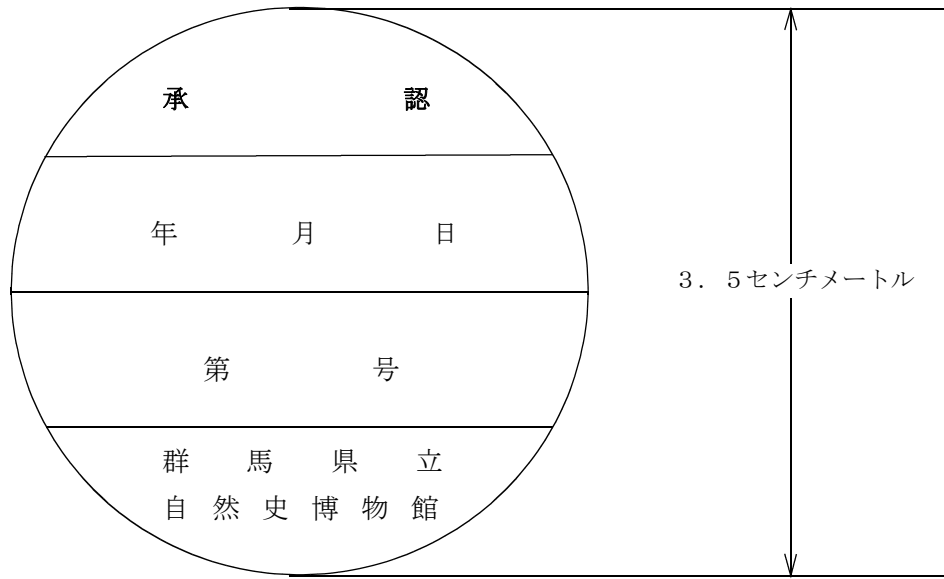 承　認
年　月　日
第　号
群　馬　県　立
自　然　史　博　物　館
３．５センチメートル